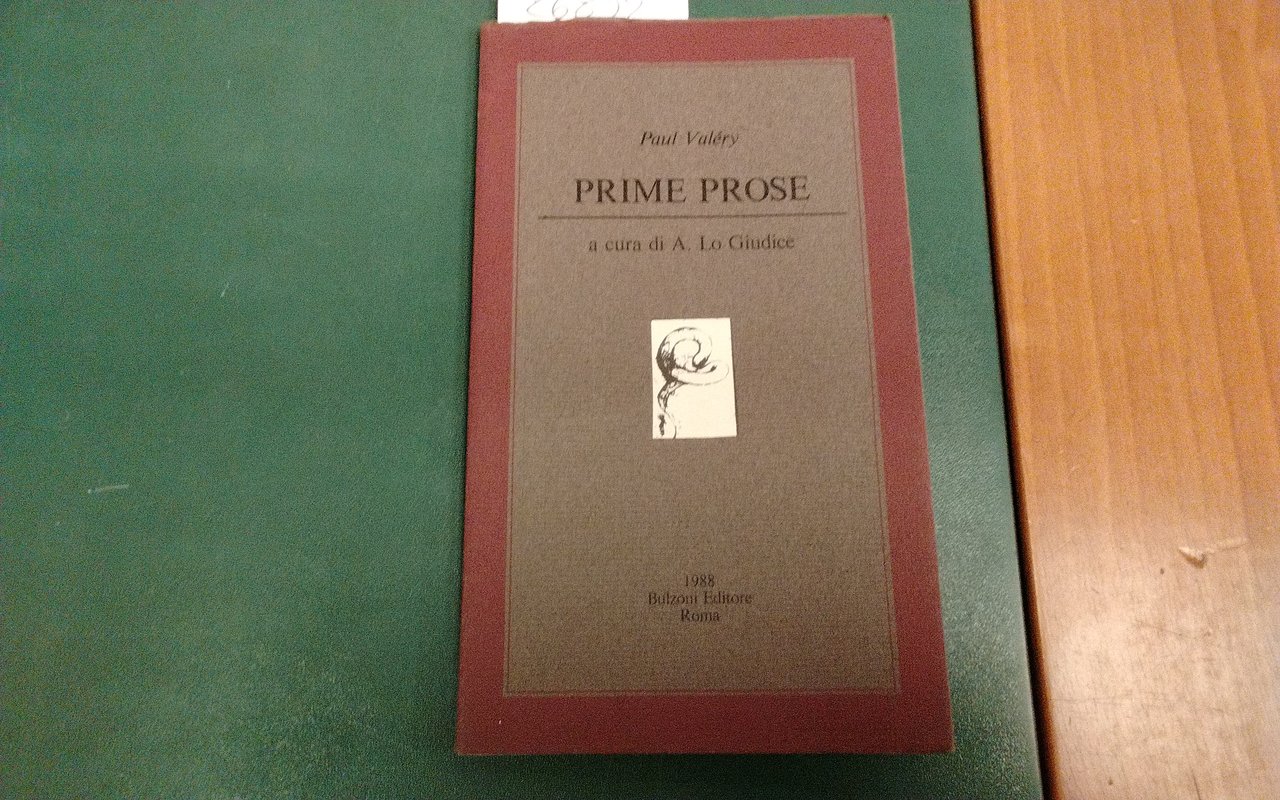 Paul Valéry
PRIME PROSE
a cura di A. Lo Giudice
1988
Bulzoni Editore
Roma